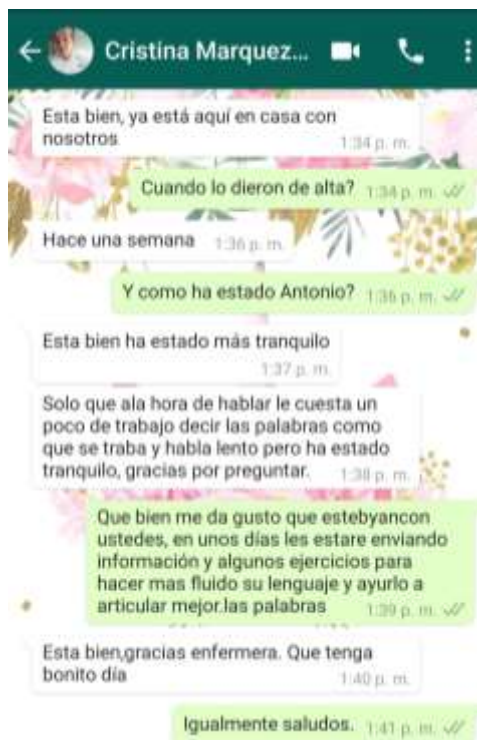 Cristina Marquez...
Esta bien, ya está aquí en casa con
nosotros
1:34 p. m.
Cuando lo dieron de alta? 1:34 p. m.
Hace una semana 1:36 p. m.
Y como ha estado Antonio? 1:36 p. m.
Esta bien ha estado más tranquilo
1:37 p. m.
Solo que ala hora de hablar le cuesta un
poco de trabajo decir las palabras como
que se traba y habla lento pero ha estado
tranquilo, gracias por preguntar. 1:38 p. m.
Que bien me da gusto que estebyancon
ustedes, en unos días les estare enviando
información y algunos ejercicios para
hacer mas fluido su lenguaje y ayurlo a
articular mejor.las palabras 1:39 p. m.
Esta bien,gracias enfermera. Que tenga
bonito día 1:40 p. m.
Igualmente saludos. 1:41 p. m.